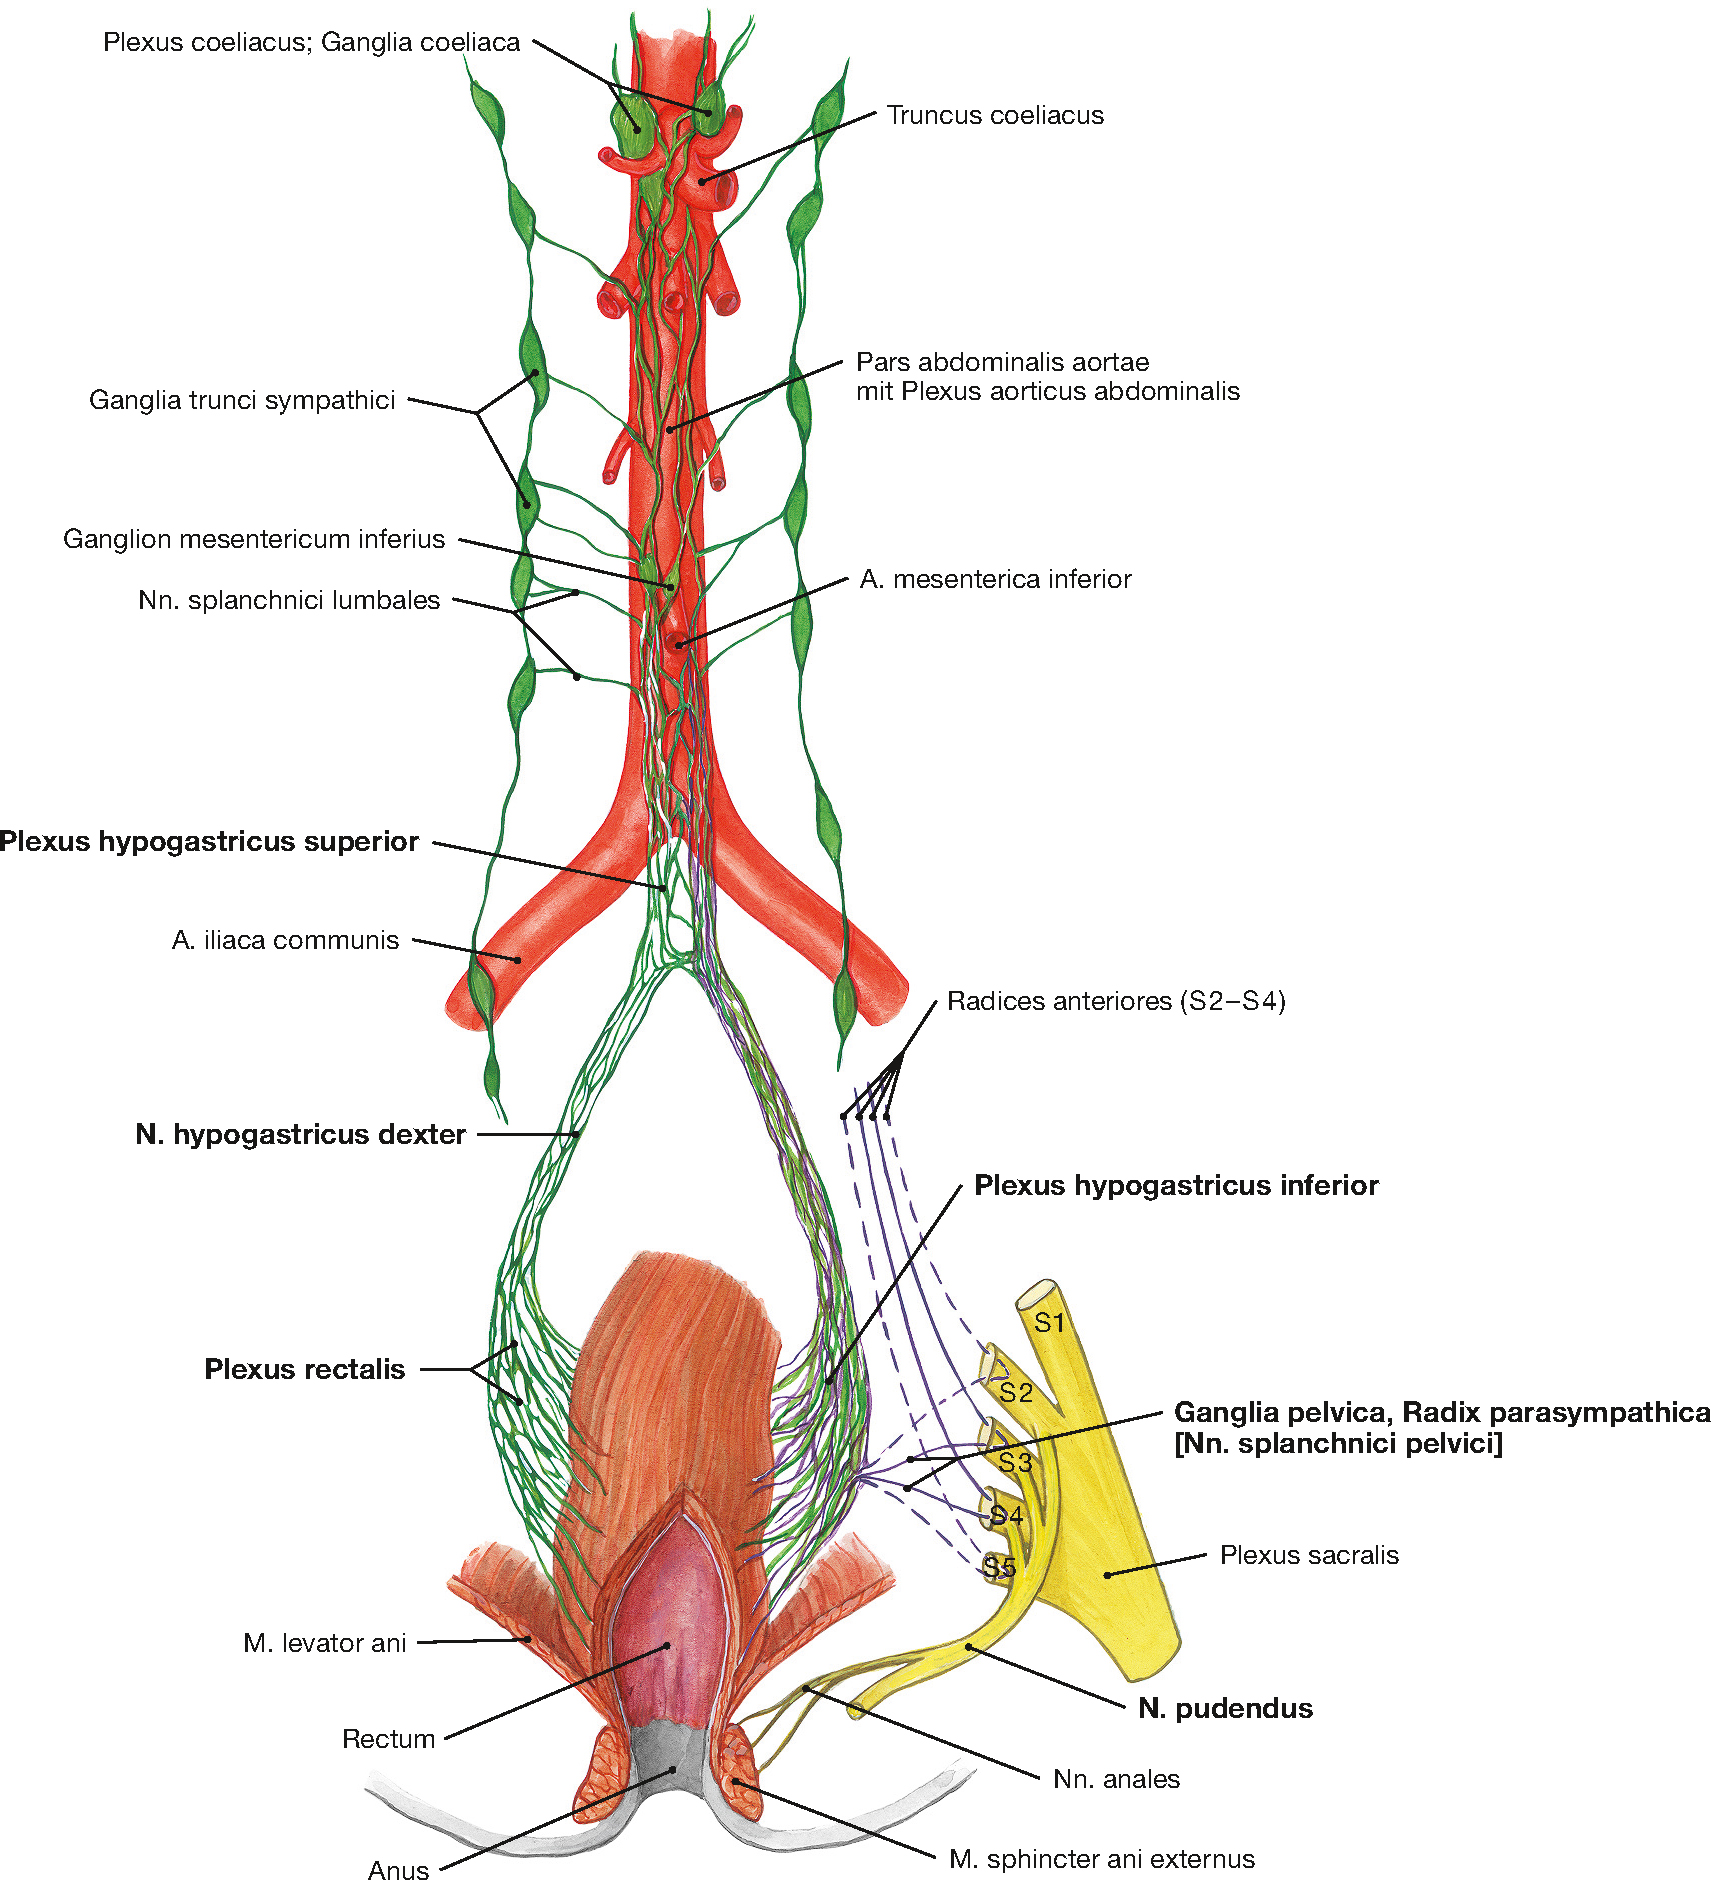 Plexus coeliacus; Ganglia coeliaca
Truncus coeliacus
Pars abdominalis aortae
mit Plexus aorticus abdominalis
Ganglia trunci sympathici
Ganglion mesentericum inferius
A. mesenterica inferior
Nn. splanchnici lumbales
Plexus hypogastricus superior
A. iliaca communis
Radices anteriores (S2–S4)
N. hypogastricus dexter
Plexus hypogastricus inferior
S1
Plexus rectalis
S2
Ganglia pelvica, Radix parasympathica
[Nn. splanchnici pelvici]
S3
S4
Plexus sacralis
S5
M. levator ani
N. pudendus
Rectum
Nn. anales
M. sphincter ani externus
Anus